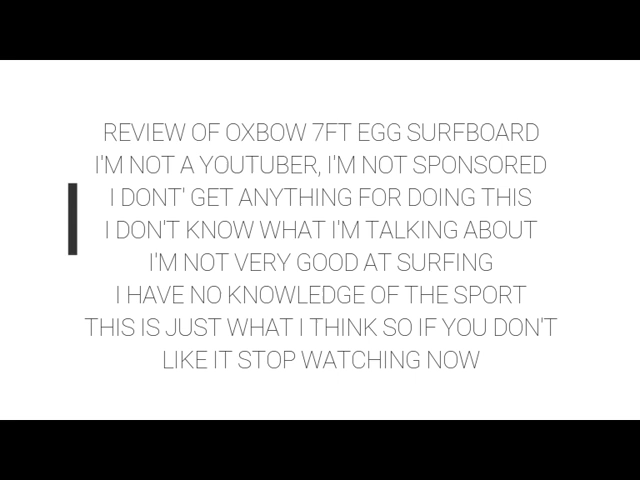 REVIEW OF OXBOW 7FT EGG SURFBOARD
I'M NOT A YOUTUBER, I'M NOT SPONSORED
I DONT' GET ANYTHING FOR DOING THIS
I DON'T KNOW WHAT I'M TALKING ABOUT
I'M NOT VERY GOOD AT SURFING
I HAVE NO KNOWLEDGE OF THE SPORT
THIS IS JUST WHAT I THINK SO IF YOU DON'T
LIKE IT STOP WATCHING NOW